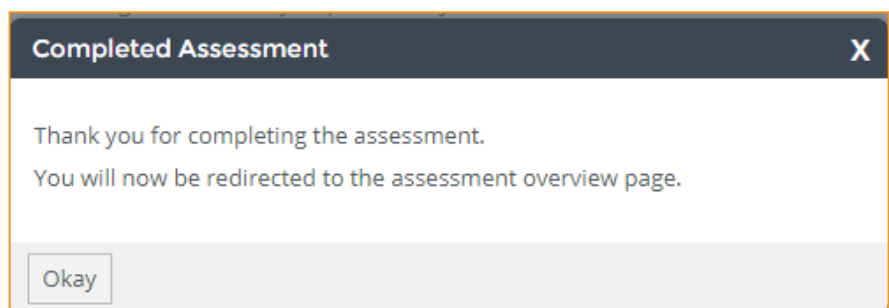 Completed Assessment X
Thank you for completing the assessment.
You will now be redirected to the assessment overview page.
Okay